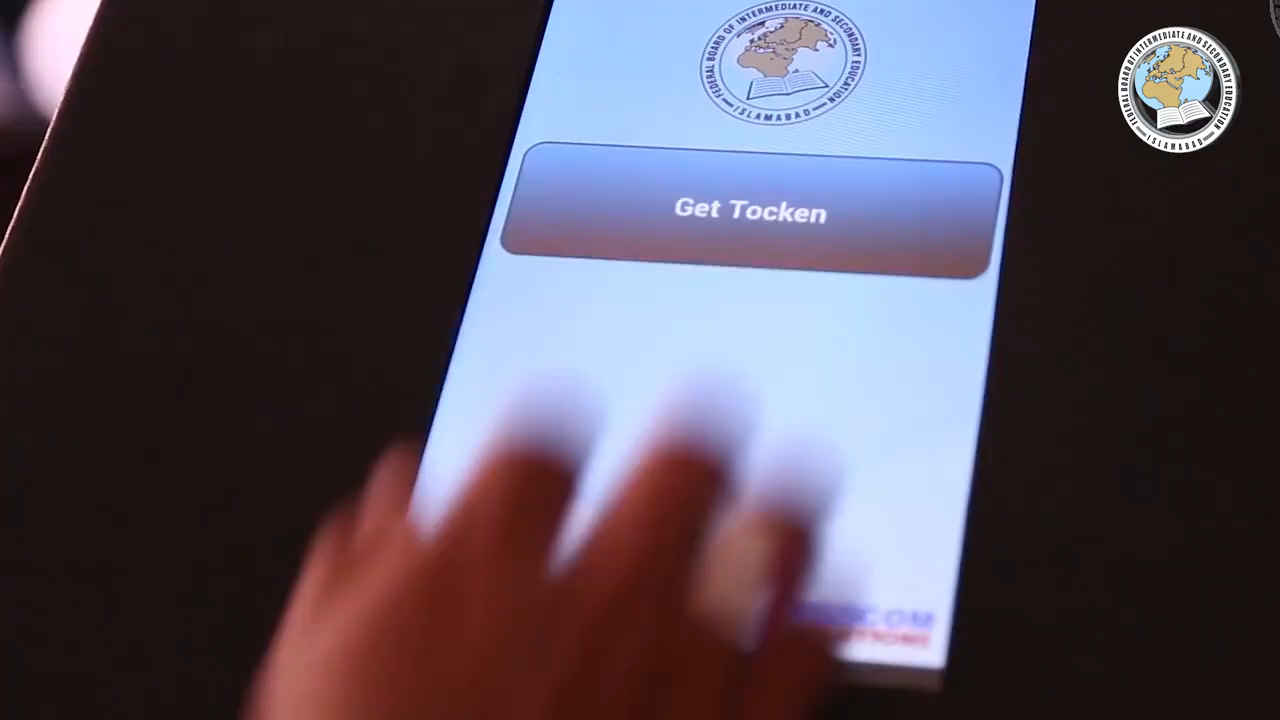 FEDERAL BOARD OF INTERMEDIATE AND SECONDARY EDUCATION
ISLAMABAD
FEDERAL BOARD OF INTERMEDIATE AND SECONDARY EDUCATION
ISLAMABAD
Get Tocken